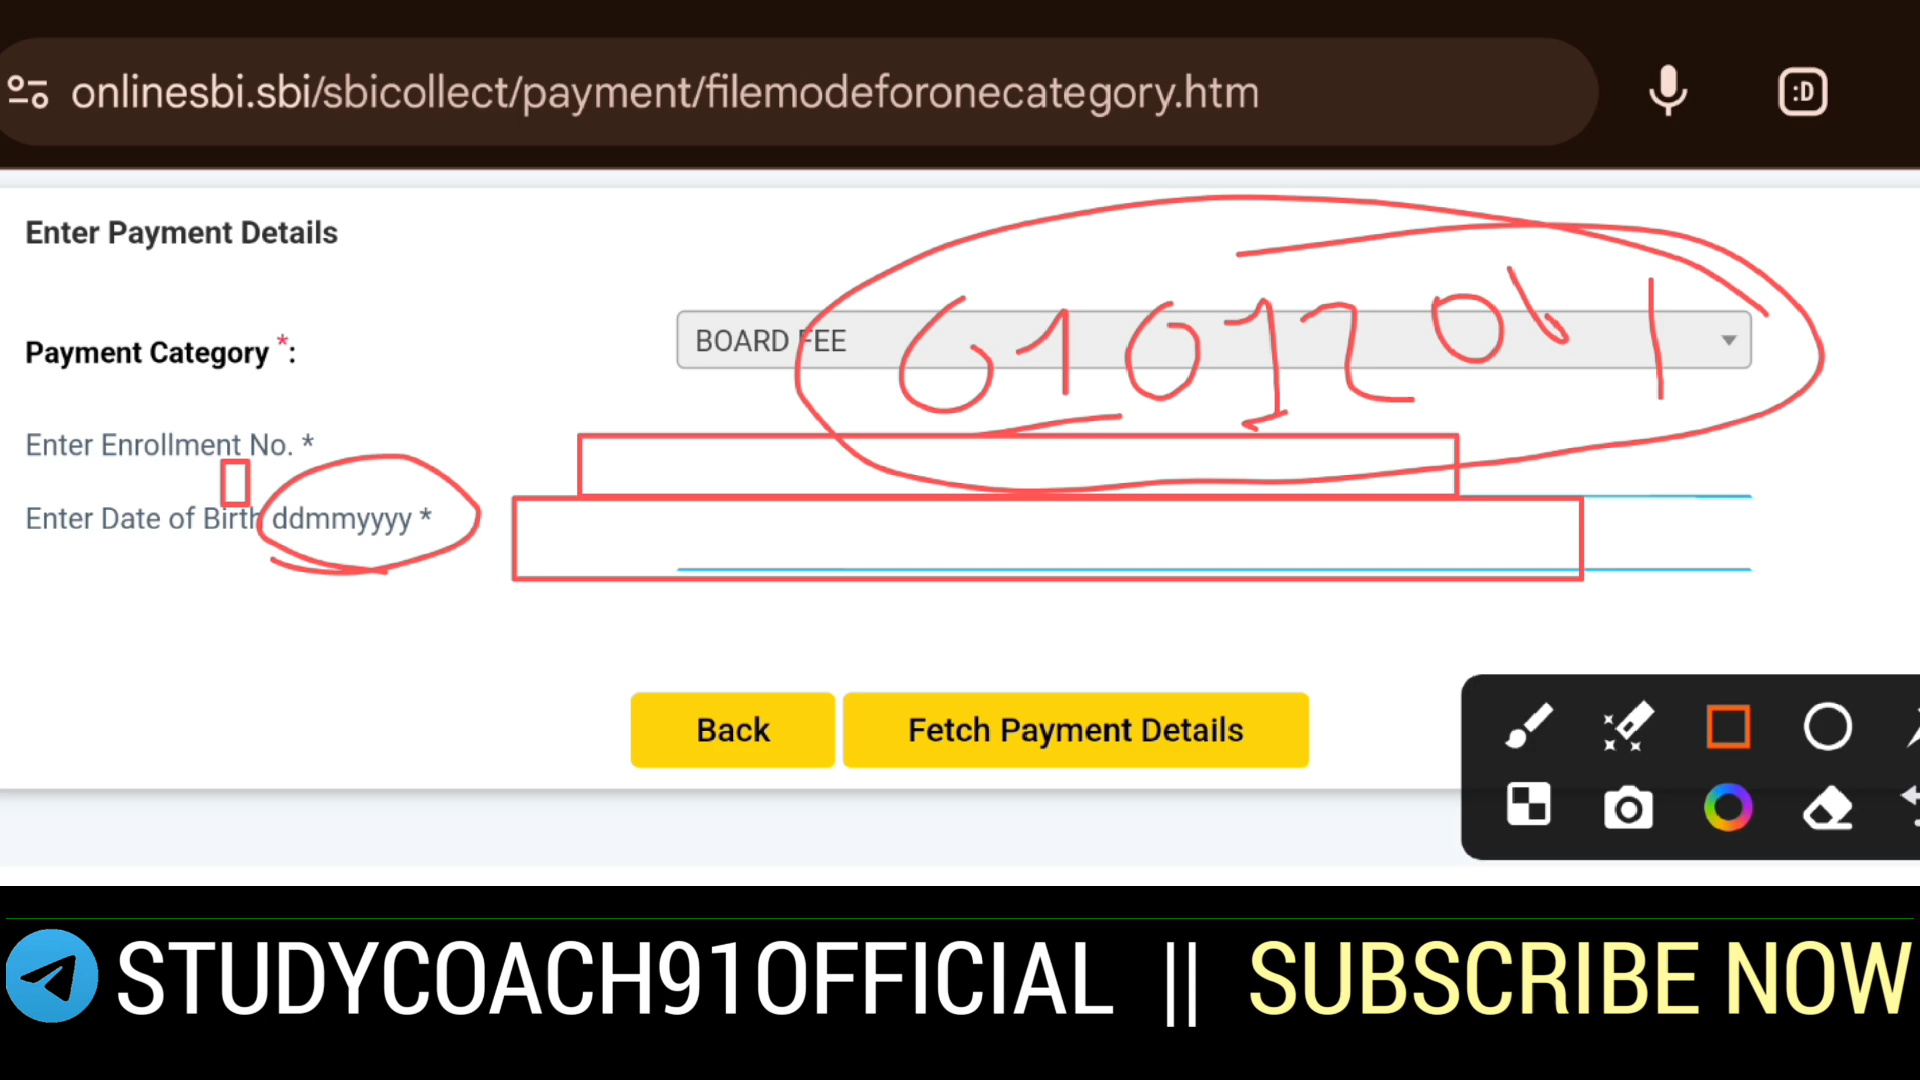 onlinesbi.sbi/sbicollect/payment/filemodeforonecategory.htm
:D
Enter Payment Details
Payment Category *:
BOARD FEE
Enter Enrollment No. *
Enter Date of Birth ddmmyyyy *
Back
Fetch Payment Details
STUDYCOACH91OFFICIAL || SUBSCRIBE NOW